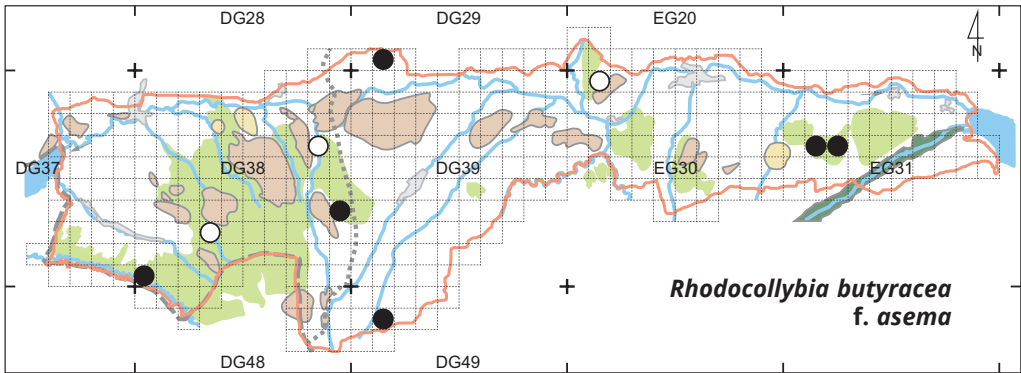 DG28 DG29 EG20
N
DG37 DG38 DG39 EG30 EG31
Rhodocollybia butyracea
f. asema
DG48 DG49